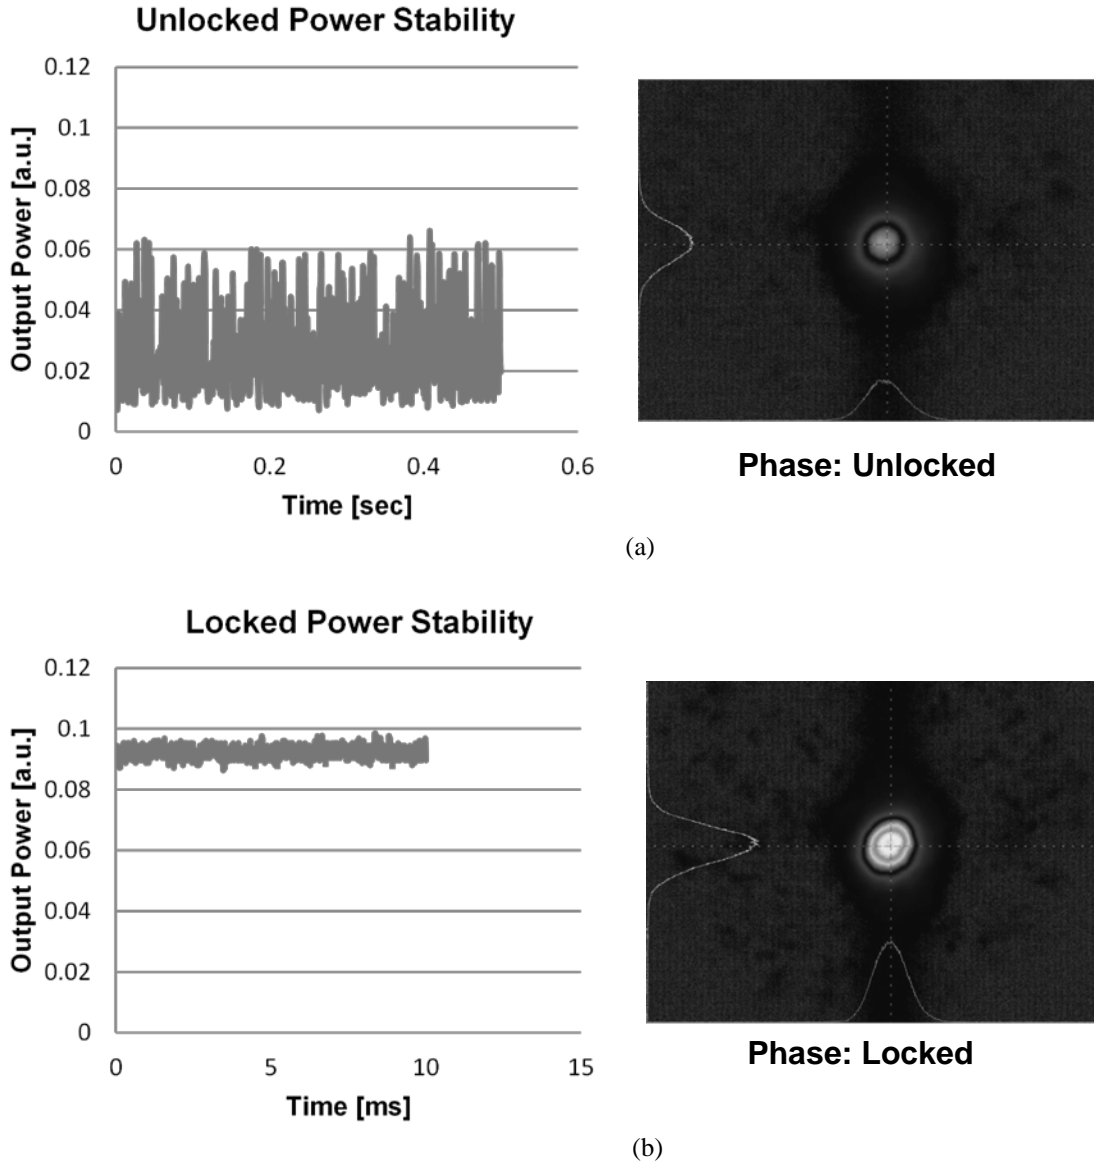 Unlocked Power Stability
0.12
0.1
0.08
0.06
0.04
0.02
0
Output Power [a.u.]
0
0.2
0.4
0.6
Time [sec]
Phase: Unlocked
(a)
Locked Power Stability
0.12
0.1
0.08
0.06
0.04
0.02
0
Output Power [a.u.]
0
5
10
15
Time [ms]
Phase: Locked
(b)